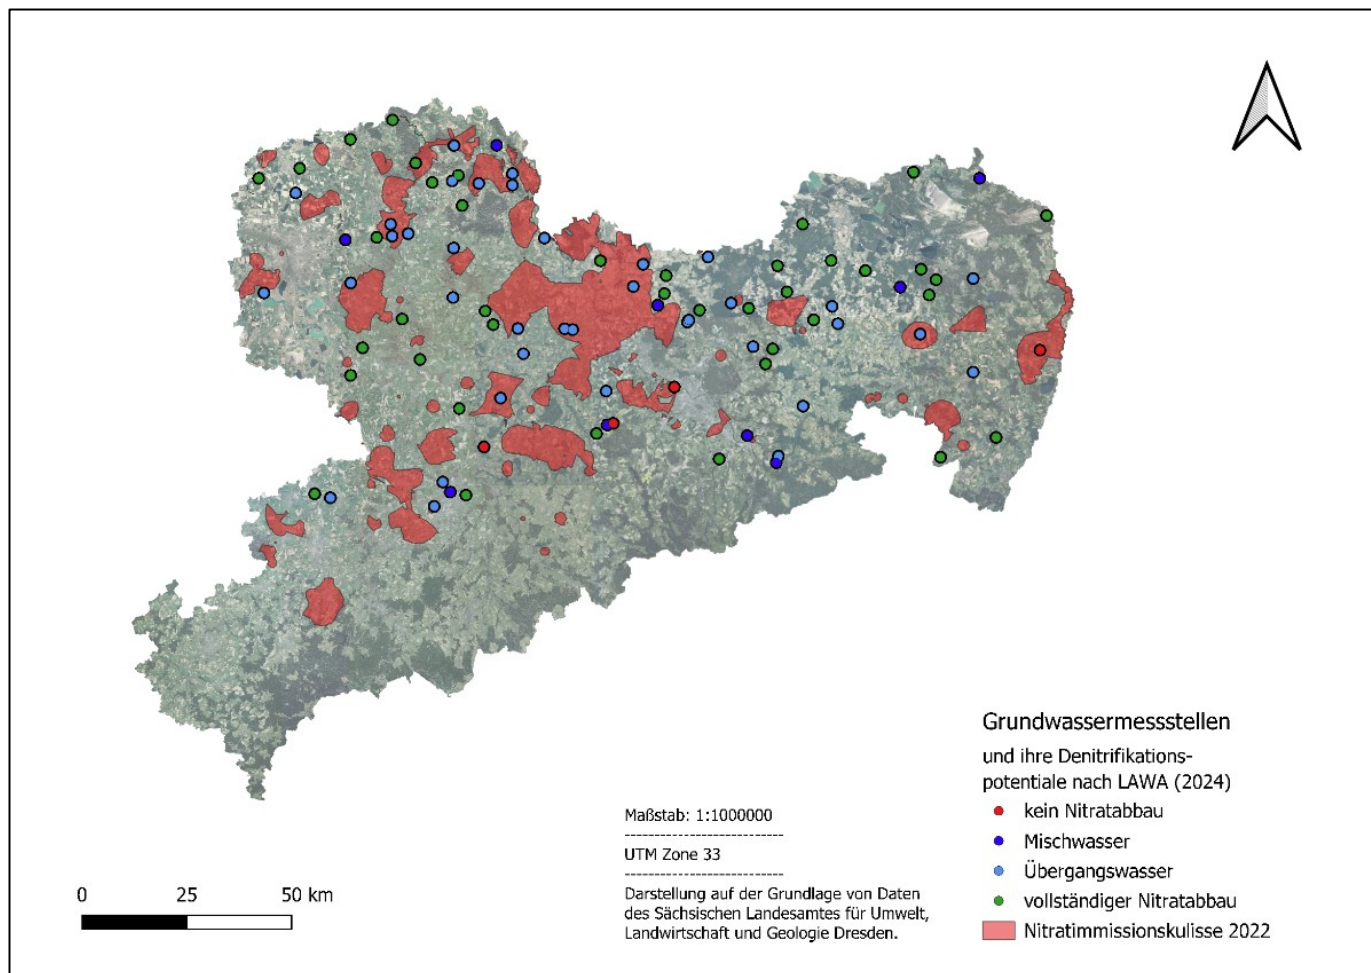 Grundwassermessstellen
und ihre Denitrifikations-
potentiale nach LAWA (2024)
kein Nitratabbau
Mischwasser
Übergangswasser
vollständiger Nitratabbau
Nitratimmissionskulisse 2022
Maßstab: 1:1000000
---------------------------
UTM Zone 33
---------------------------
Darstellung auf der Grundlage von Daten
des Sächsischen Landesamtes für Umwelt,
Landwirtschaft und Geologie Dresden.
0 25 50 km